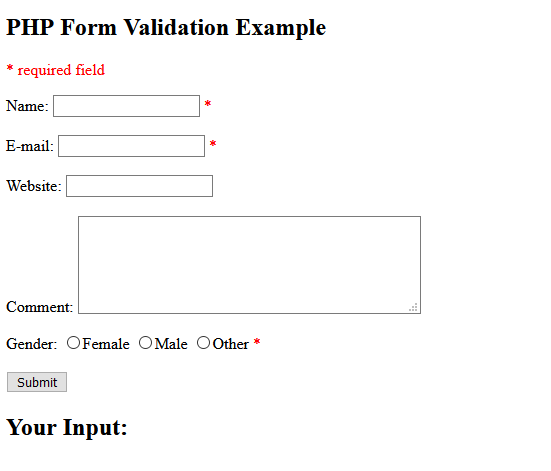 PHP Form Validation Example
* required field
Name: *
E-mail: *
Website:
Comment:
Gender: Female Male Other *
Submit
Your Input: